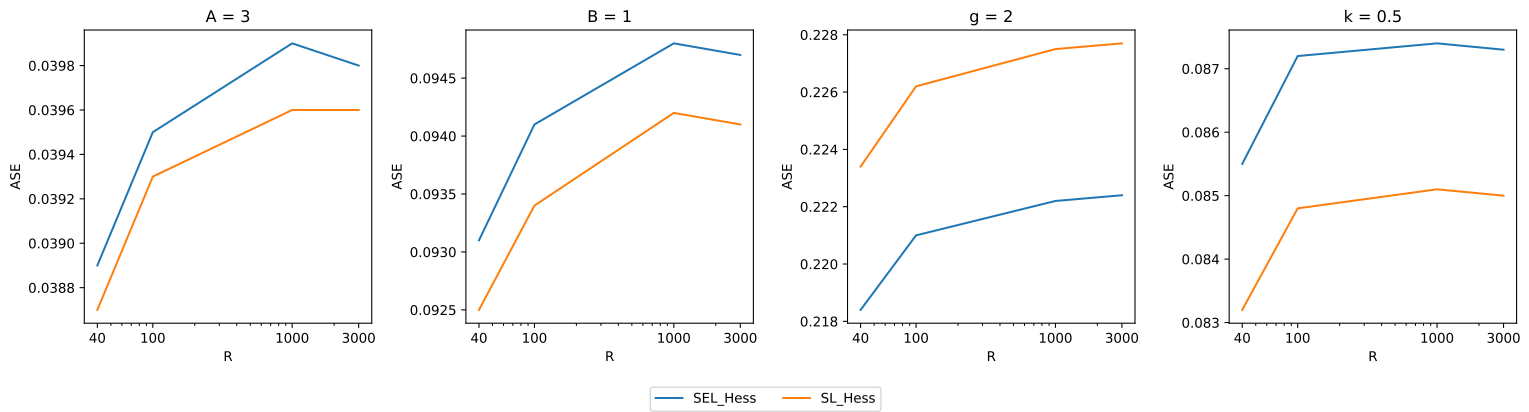 A = 3
ASE
0.0398
0.0396
0.0394
0.0392
0.0390
0.0388
40
100
1000
3000
R
B = 1
ASE
0.0945
0.0940
0.0935
0.0930
0.0925
40
100
1000
3000
R
g = 2
ASE
0.228
0.226
0.224
0.222
0.220
0.218
40
100
1000
3000
R
k = 0.5
ASE
0.087
0.086
0.085
0.084
0.083
40
100
1000
3000
R
SEL_Hess
SL_Hess